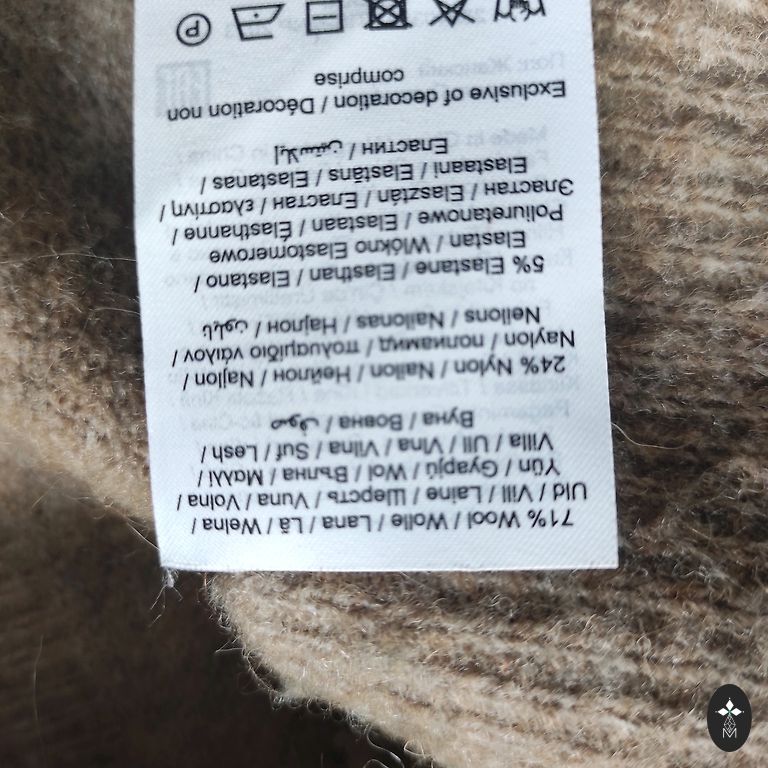 71% Wool / Wolle / Lana / Lã / Wełna /
Uld / Vill / Laine / Шерсть / Vuna / Volna /
Yün / Gyapjú / Wol / Вълна / Μαλλί /
Villa / Ull / Vlna / Vilna / Suf / Lesh /
Вуна / Вовна / صوف
24% Nylon / Nailon / Нейлон / Najlon /
Naylon / полиамид / πολυαμίδιο νάιλον /
Neilons / Nailonas / Најлон / نايلون
5% Elastane / Elasthan / Elastano /
Elastan / Włókno Elastomerowe
Poliuretanowe / Elastaan / Élasthanne /
Эластан / Elasztán / Еластан / ελαστίνη /
Elastaani / Elastāns / Elastanas /
Еластин / إيلاستين
Exclusive of decoration / Décoration non
comprise
P